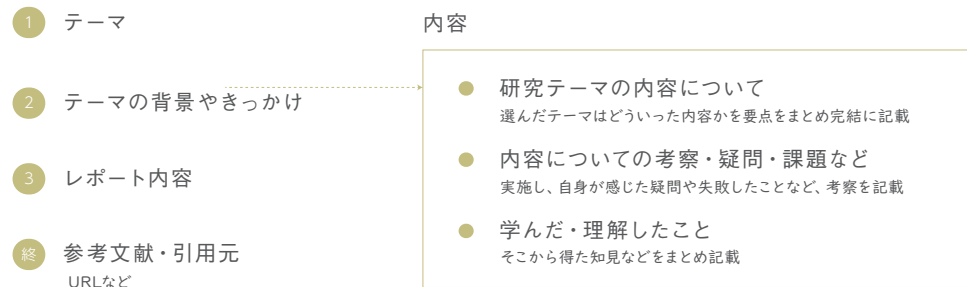 1 テーマ
2 テーマの背景やきっかけ
3 レポート内容
終 参考文献・引用元
URLなど
内容
研究テーマの内容について
選んだテーマはどういった内容かを要点をまとめ完結に記載
内容についての考察・疑問・課題など
実施し、自身が感じた疑問や失敗したことなど、考察を記載
学んだ・理解したこと
そこから得た知見などをまとめ記載